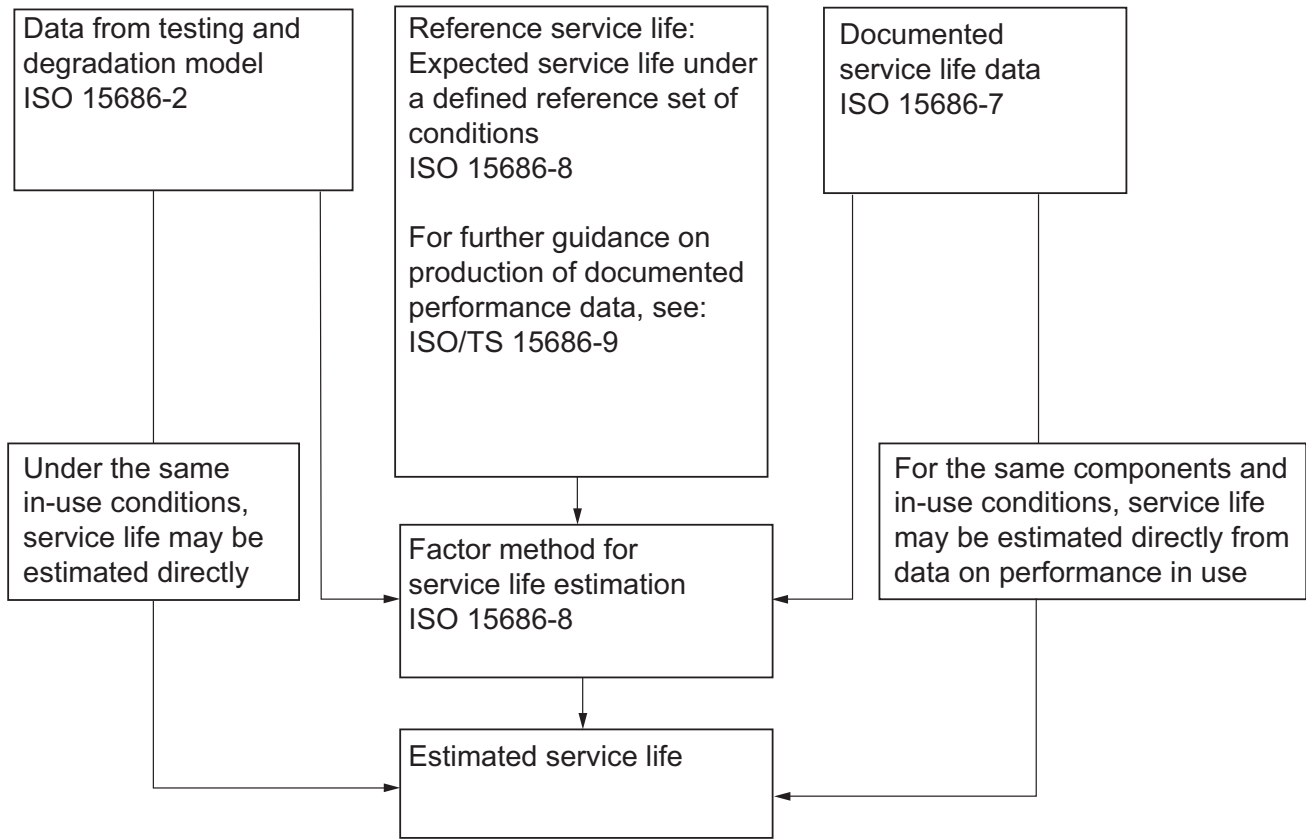 Data from testing and
degradation model
ISO 15686-2
Reference service life:
Expected service life under
a defined reference set of
conditions
ISO 15686-8
For further guidance on
production of documented
performance data, see:
ISO/TS 15686-9
Documented
service life data
ISO 15686-7
Under the same
in-use conditions,
service life may be
estimated directly
Factor method for
service life estimation
ISO 15686-8
For the same components and
in-use conditions, service life
may be estimated directly from
data on performance in use
Estimated service life